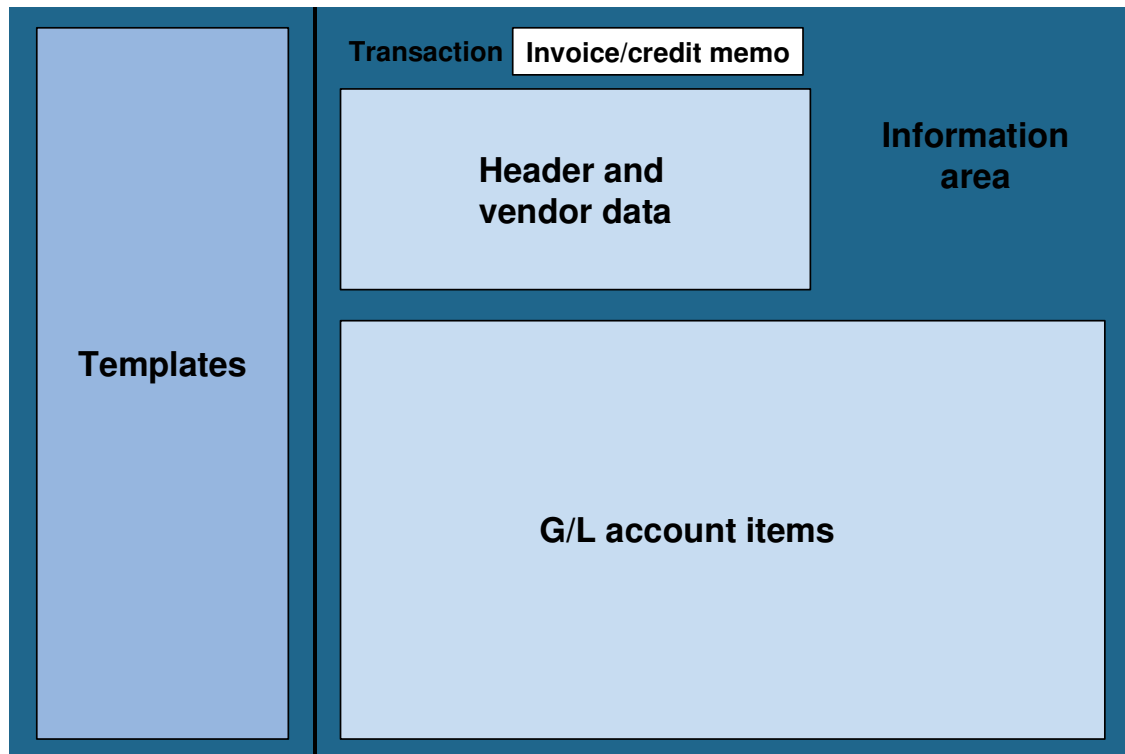 Transaction
Invoice/credit memo
Information
area
Header and
vendor data
Templates
G/L account items